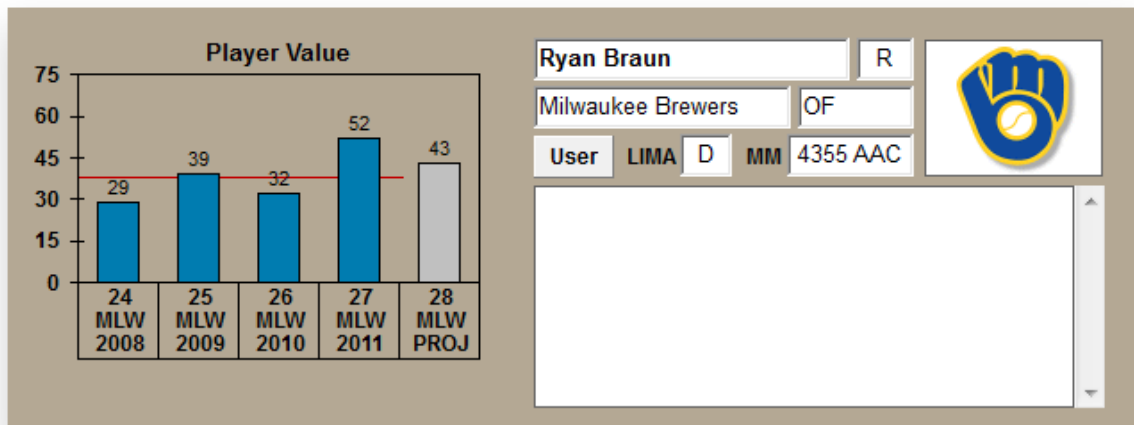 Player Value
75
60
45
30
15
0
29
39
32
52
43
24 25 26 27 28
MLW MLW MLW MLW MLW
2008 2009 2010 2011 PROJ
Ryan Braun R
Milwaukee Brewers OF
User LIMA D MM 4355 AAC